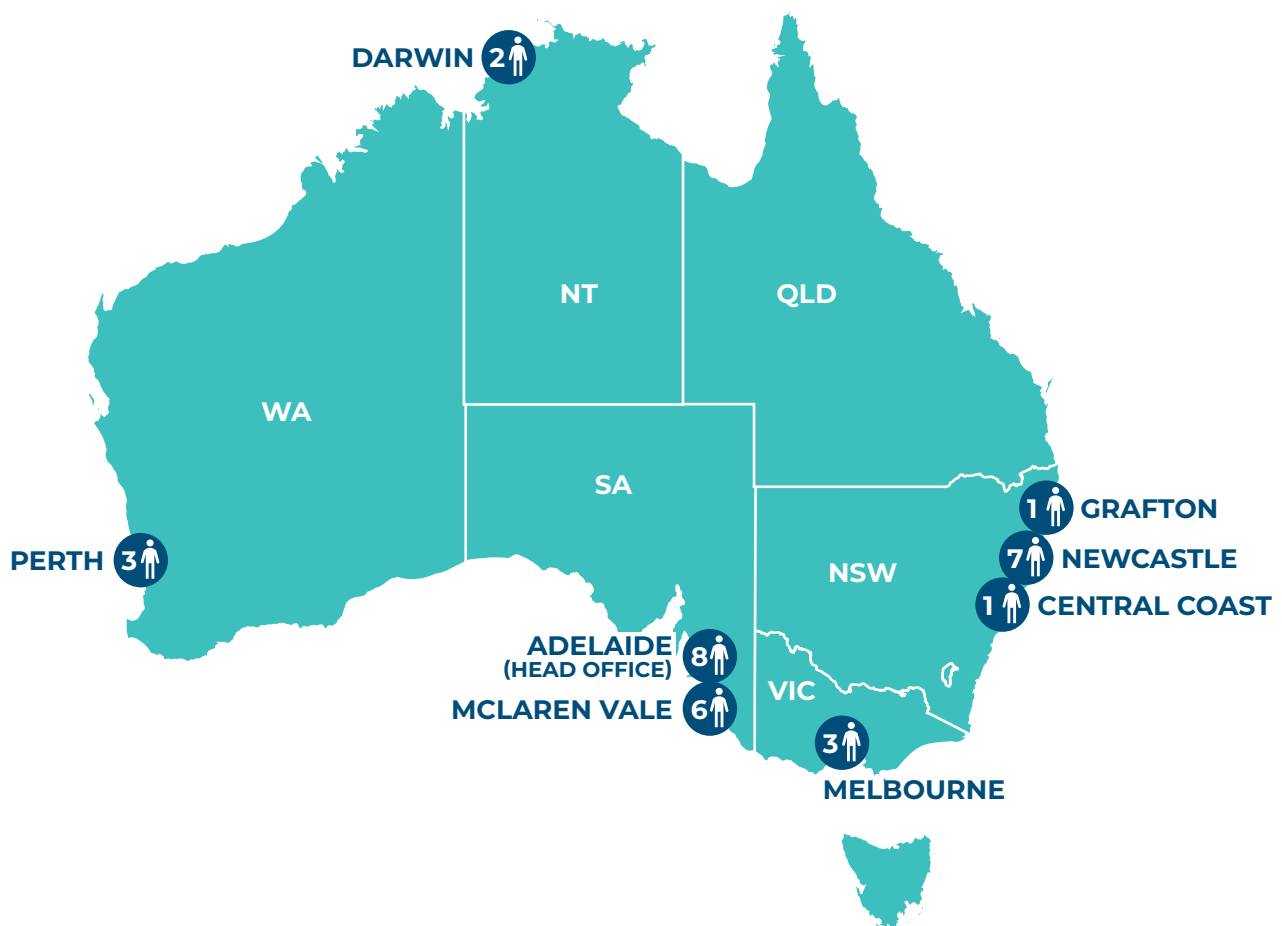 DARWIN 2
NT
QLD
WA
SA
1 GRAFTON
PERTH 3
7 NEWCASTLE
NSW
1 CENTRAL COAST
ADELAIDE
(HEAD OFFICE)
8
VIC
MCLAREN VALE 6
3
MELBOURNE